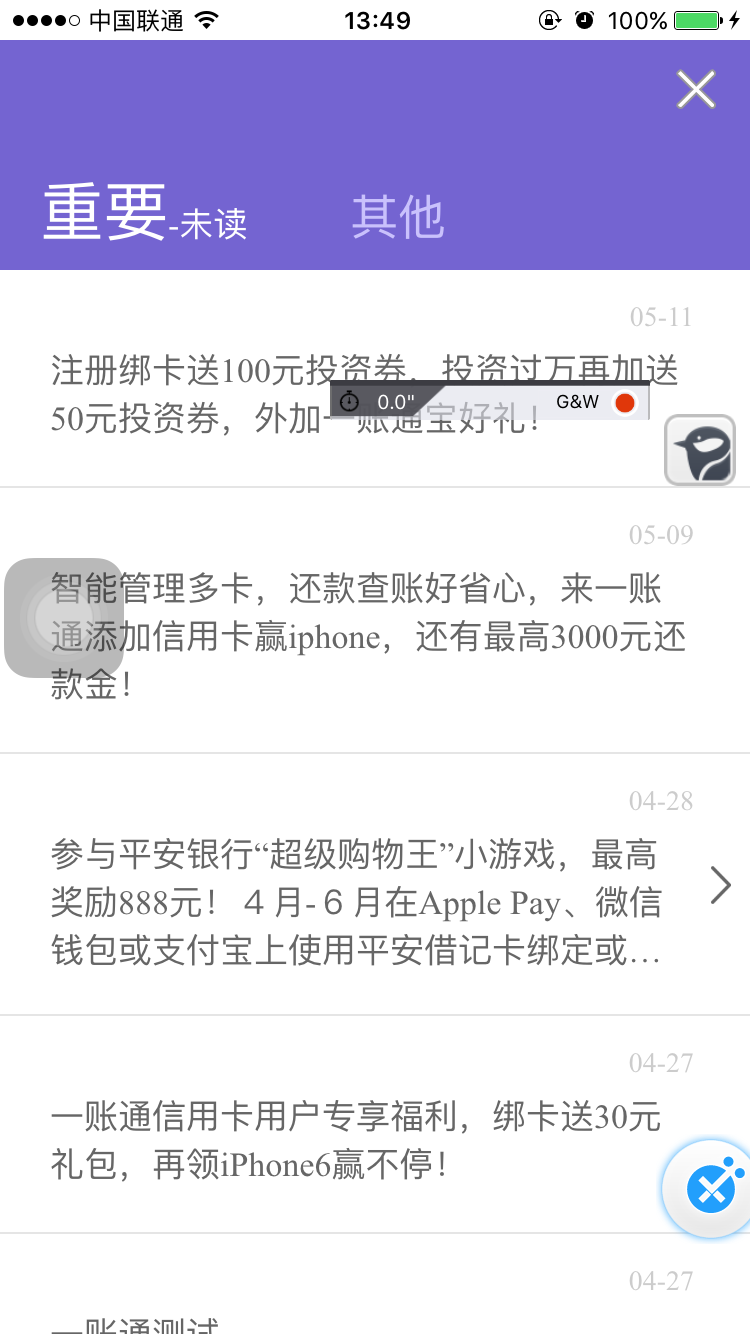 中国联通 13:49 100%
重要-未读 其他
05-11
注册绑卡送100元投资券，投资过万再加送
0.0" G&W
50元投资券，外加一账通宝好礼！
05-09
智能管理多卡，还款查账好省心，来一账
通添加信用卡赢iphone，还有最高3000元还
款金！
04-28
参与平安银行“超级购物王”小游戏，最高
奖励888元！４月-６月在Apple Pay、微信
钱包或支付宝上使用平安借记卡绑定或…
04-27
一账通信用卡用户专享福利，绑卡送30元
礼包，再领iPhone6赢不停！
04-27
一账通测试